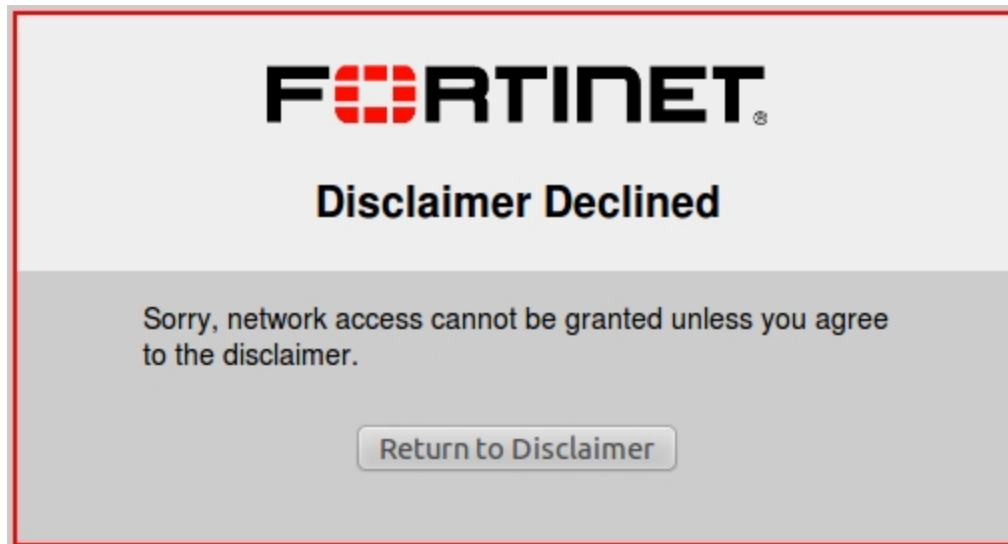 FORTINET®
Disclaimer Declined
Sorry, network access cannot be granted unless you agree
to the disclaimer.
Return to Disclaimer